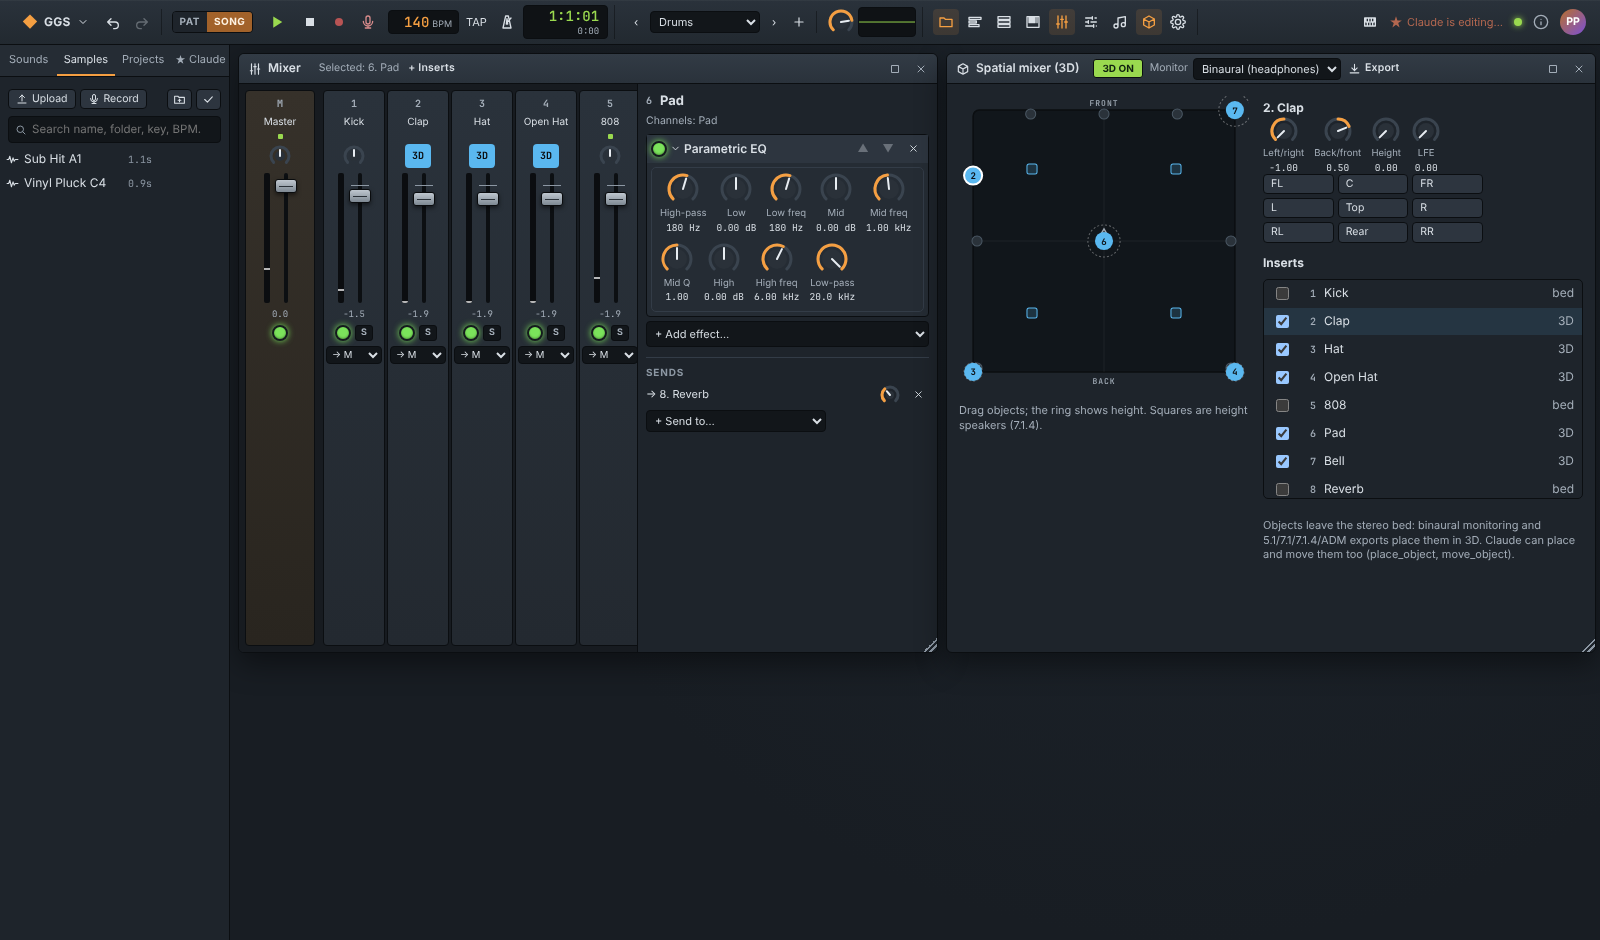 GGS
PAT SONG
140 BPM TAP
1:1:01
0:00
Drums
Claude is editing...
PP
Sounds Samples Projects Claude
Upload Record
Search name, folder, key, BPM.
Sub Hit A1 1.1s
Vinyl Pluck C4 0.9s
Mixer Selected: 6. Pad + Inserts
M 1 2 3 4 5
Master Kick Clap Hat Open Hat 808
3D 3D 3D
0.0 -1.5 -1.9 -1.9 -1.9 -1.9
S S S S S
→ M → M → M → M → M
6 Pad
Channels: Pad
Parametric EQ
High-pass Low Low freq Mid Mid freq
180 Hz 0.00 dB 180 Hz 0.00 dB 1.00 kHz
Mid Q High High freq Low-pass
1.00 0.00 dB 6.00 kHz 20.0 kHz
+ Add effect...
SENDS
→ 8. Reverb
+ Send to...
Spatial mixer (3D) 3D ON Monitor Binaural (headphones) Export
FRONT
7
2
6
3 4
BACK
Drag objects; the ring shows height. Squares are height
speakers (7.1.4).
2. Clap
Left/right Back/front Height LFE
-1.00 0.50 0.00 0.00
FL C FR
L Top R
RL Rear RR
Inserts
1 Kick bed
2 Clap 3D
3 Hat 3D
4 Open Hat 3D
5 808 bed
6 Pad 3D
7 Bell 3D
8 Reverb bed
Objects leave the stereo bed: binaural monitoring and
5.1/7.1/7.1.4/ADM exports place them in 3D. Claude can place
and move them too (place_object, move_object).